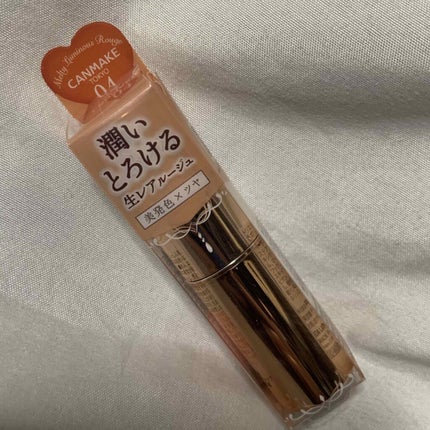 Melty Luminous Rouge
CANMAKE
TOKYO
04
潤い
とろける
生レアルージュ
美発色×ツヤ